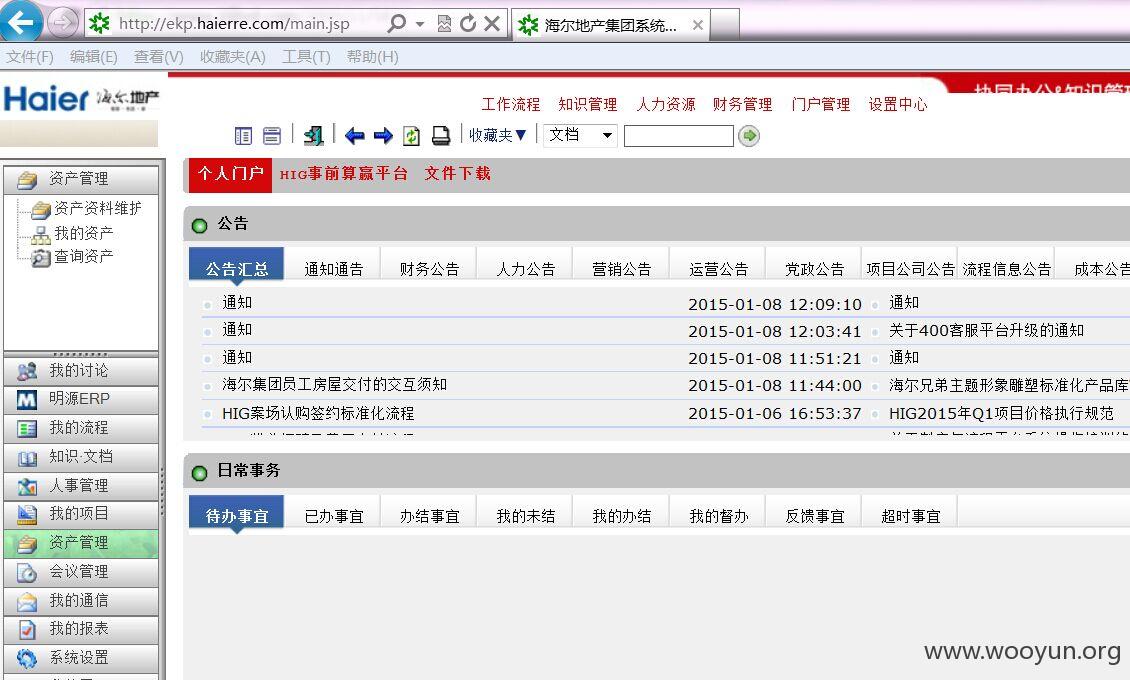 http://ekp.haierre.com/main.jsp
海尔地产集团系统...
文件(F) 编辑(E) 查看(V) 收藏夹(A) 工具(T) 帮助(H)
Haier 海尔地产
工作流程 知识管理 人力资源 财务管理 门户管理 设置中心
收藏夹▼ 文档
个人门户 HIG事前算赢平台 文件下载
资产管理
资产资料维护
我的资产
查询资产
我的讨论
明源ERP
我的流程
知识:文档
人事管理
我的项目
资产管理
会议管理
我的通信
我的报表
系统设置
公告
公告汇总 通知通告 财务公告 人力公告 营销公告 运营公告 党政公告 项目公司公告 流程信息公告 成本公告
通知 2015-01-08 12:09:10 通知
通知 2015-01-08 12:03:41 关于400客服平台升级的通知
通知 2015-01-08 11:51:21 通知
海尔集团员工房屋交付的交互须知 2015-01-08 11:44:00 海尔兄弟主题形象雕塑标准化产品库
HIG案场认购签约标准化流程 2015-01-06 16:53:37 HIG2015年Q1项目价格执行规范
日常事务
待办事宜 已办事宜 办结事宜 我的未结 我的办结 我的督办 反馈事宜 超时事宜
www.wooyun.org